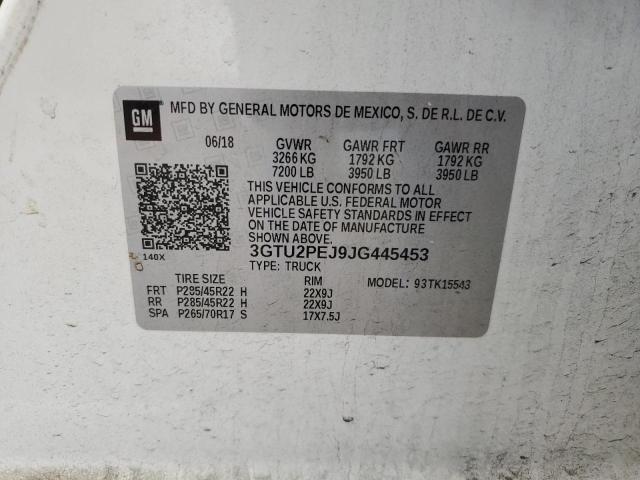 GM MFD BY GENERAL MOTORS DE MEXICO, S. DE R.L. DE C.V.
06/18 GVWR GAWR FRT GAWR RR
3266 KG 1792 KG 1792 KG
7200 LB 3950 LB 3950 LB
THIS VEHICLE CONFORMS TO ALL
APPLICABLE U.S. FEDERAL MOTOR
VEHICLE SAFETY STANDARDS IN EFFECT
ON THE DATE OF MANUFACTURE
SHOWN ABOVE.
140X 3GTU2PEJ9JG445453
TYPE: TRUCK
TIRE SIZE RIM MODEL: 93TK15543
FRT P285/45R22 H 22X9J
RR P285/45R22 H 22X9J
SPA P265/70R17 S 17X7.5J